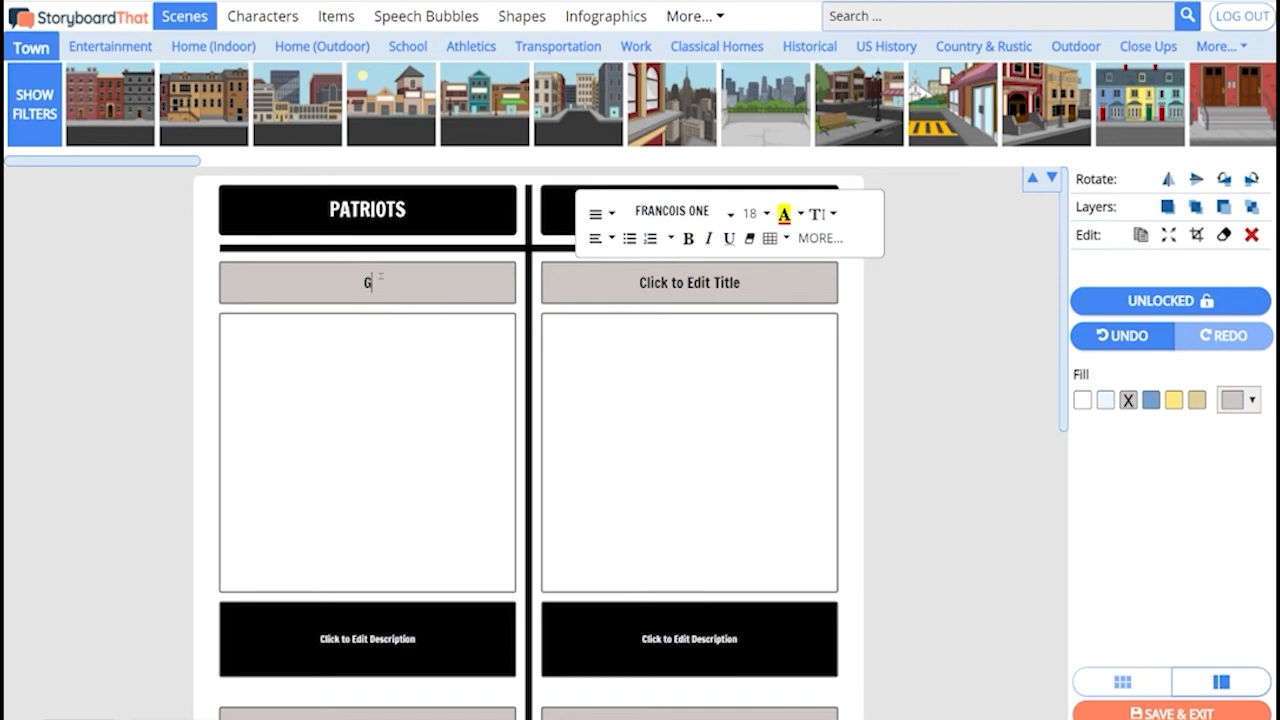 StoryboardThat Scenes Characters Items Speech Bubbles Shapes Infographics More... Search ... LOG OUT
Town Entertainment Home (Indoor) Home (Outdoor) School Athletics Transportation Work Classical Homes Historical US History Country & Rustic Outdoor Close Ups More...
SHOW
FILTERS
PATRIOTS
FRANCOIS ONE 18 A T
B I U MORE...
G
Click to Edit Title
Click to Edit Description
Click to Edit Description
Rotate:
Layers:
Edit:
UNLOCKED
UNDO REDO
Fill
X
SAVE & EXIT